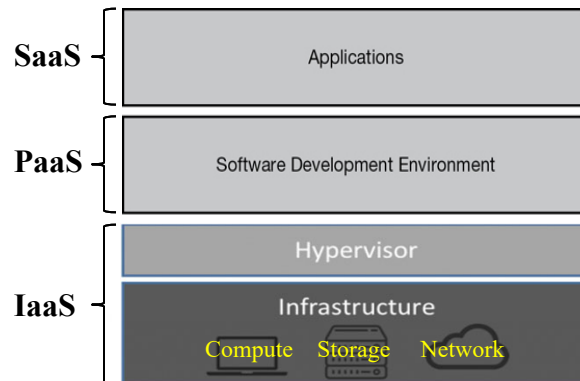 SaaS
Applications
PaaS
Software Development Environment
IaaS
Hypervisor
Infrastructure
Compute Storage Network